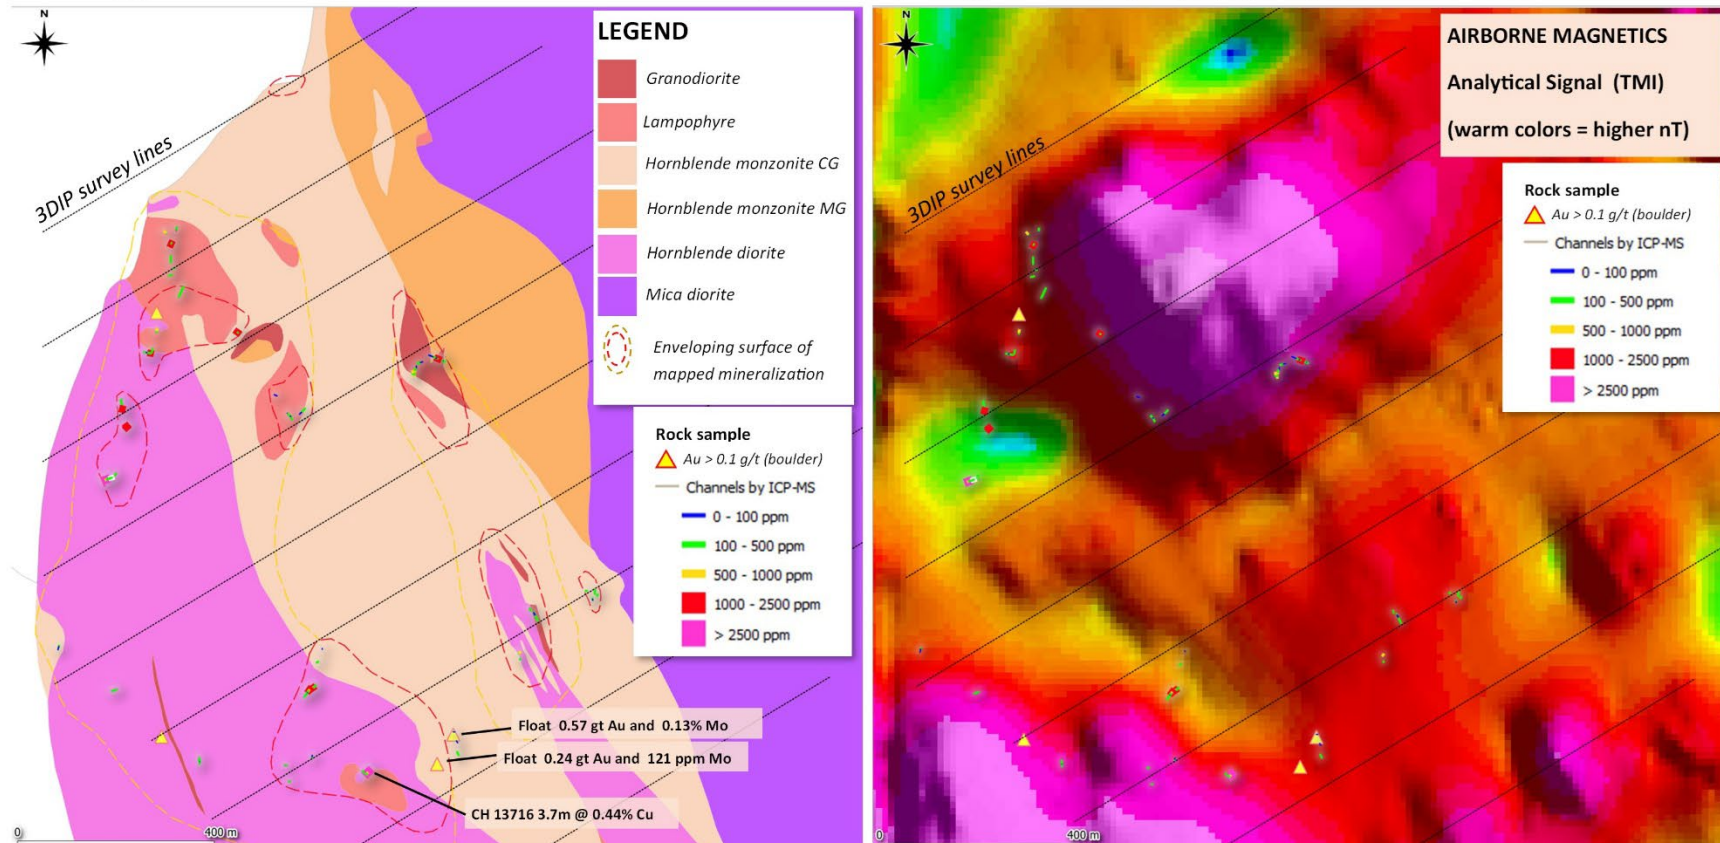 N
3DIP survey lines
LEGEND
Granodiorite
Lampophyre
Hornblende monzonite CG
Hornblende monzonite MG
Hornblende diorite
Mica diorite
Enveloping surface of
mapped mineralization
Rock sample
Au > 0.1 g/t (boulder)
Channels by ICP-MS
0 - 100 ppm
100 - 500 ppm
500 - 1000 ppm
1000 - 2500 ppm
> 2500 ppm
Float 0.57 gt Au and 0.13% Mo
Float 0.24 gt Au and 121 ppm Mo
CH 13716 3.7m @ 0.44% Cu
0 400 m
N
3DIP survey lines
AIRBORNE MAGNETICS
Analytical Signal (TMI)
(warm colors = higher nT)
Rock sample
Au > 0.1 g/t (boulder)
Channels by ICP-MS
0 - 100 ppm
100 - 500 ppm
500 - 1000 ppm
1000 - 2500 ppm
> 2500 ppm
0 400 m